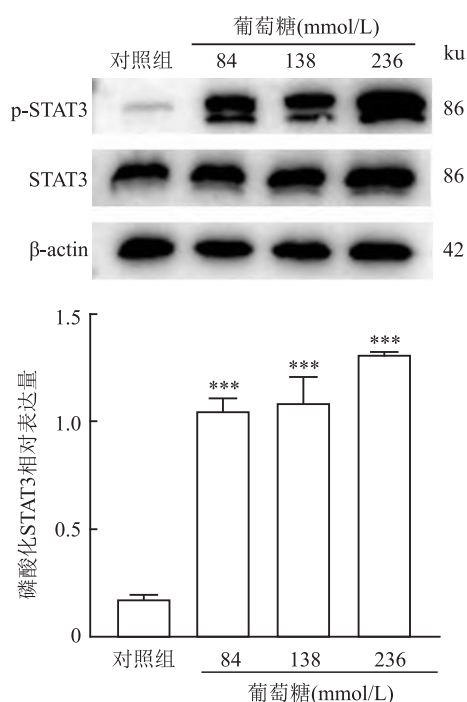 葡萄糖(mmol/L)
对照组 84 138 236 ku
p-STAT3 86
STAT3 86
β-actin 42
磷酸化STAT3相对表达量
1.5
1.0
0.5
0
*** *** ***
对照组 84 138 236
葡萄糖(mmol/L)